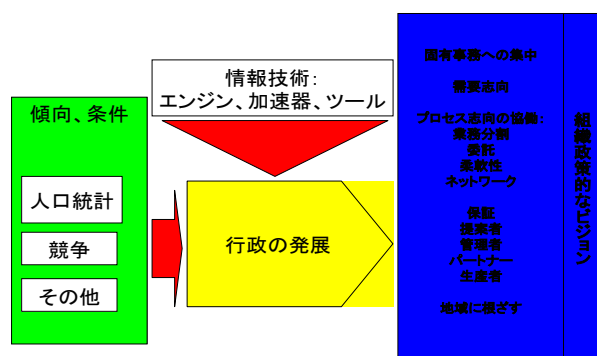 情報技術:
エンジン、加速器、ツール
傾向、条件
人口統計
競争
その他
行政の発展
固有事務への集中
需要志向
プロセス志向の協働:
業務分割
委託
柔軟性
ネットワーク
保証
提案者
管理者
パートナー
生産者
地域に根ざす
組織政策的なビジョン